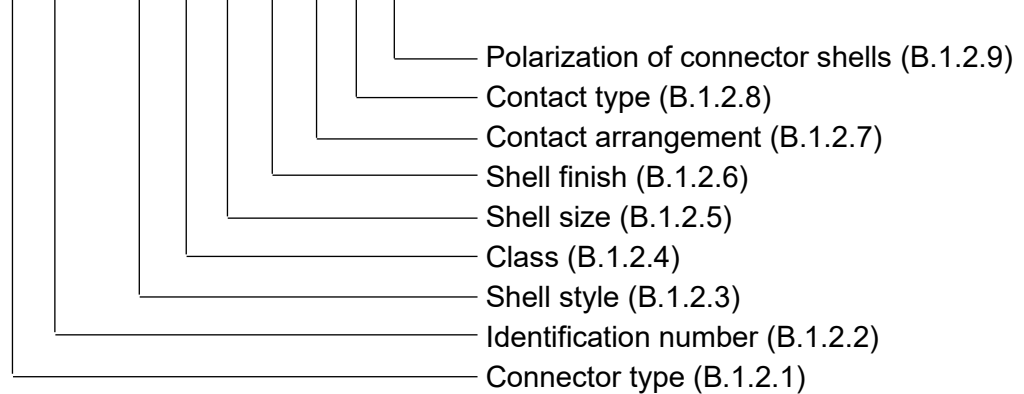 Polarization of connector shells (B.1.2.9)
Contact type (B.1.2.8)
Contact arrangement (B.1.2.7)
Shell finish (B.1.2.6)
Shell size (B.1.2.5)
Class (B.1.2.4)
Shell style (B.1.2.3)
Identification number (B.1.2.2)
Connector type (B.1.2.1)